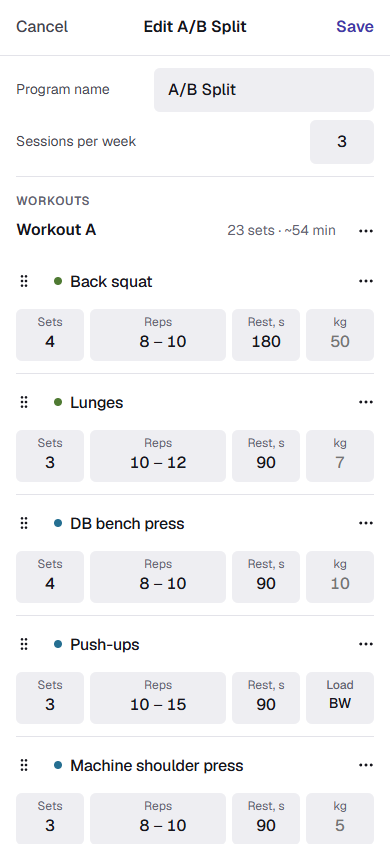 Cancel Edit A/B Split Save
Program name A/B Split
Sessions per week 3
WORKOUTS
Workout A 23 sets · ~54 min
Back squat
Sets Reps Rest, s kg
4 8 – 10 180 50
Lunges
Sets Reps Rest, s kg
3 10 – 12 90 7
DB bench press
Sets Reps Rest, s kg
4 8 – 10 90 10
Push-ups
Sets Reps Rest, s Load
3 10 – 15 90 BW
Machine shoulder press
Sets Reps Rest, s kg
3 8 – 10 90 5